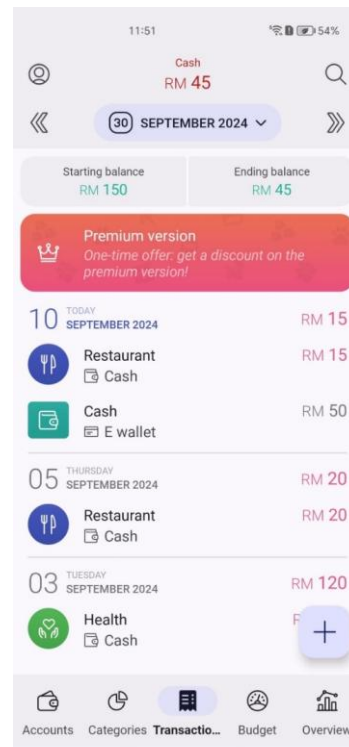 11:51
54%
Cash
RM 45
30 SEPTEMBER 2024
Starting balance
RM 150
Ending balance
RM 45
Premium version
One-time offer: get a discount on the
premium version!
10 TODAY
SEPTEMBER 2024
RM 15
Restaurant
RM 15
Cash
Cash
RM 50
E wallet
05 THURSDAY
SEPTEMBER 2024
RM 20
Restaurant
RM 20
Cash
03 TUESDAY
SEPTEMBER 2024
RM 120
Health
Cash
Accounts
Categories
Transactio...
Budget
Overview